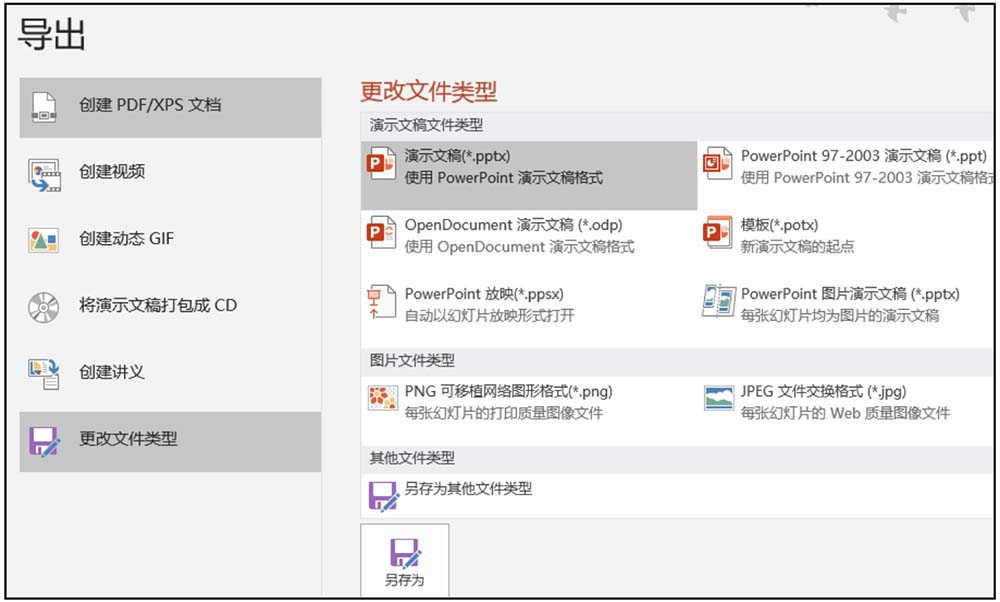 导出
创建 PDF/XPS 文档
创建视频
创建动态 GIF
将演示文稿打包成 CD
创建讲义
更改文件类型
更改文件类型
演示文稿文件类型
演示文稿(*.pptx)
使用 PowerPoint 演示文稿格式
PowerPoint 97-2003 演示文稿 (*.ppt)
使用 PowerPoint 97-2003 演示文稿格式
OpenDocument 演示文稿 (*.odp)
使用 OpenDocument 演示文稿格式
模板(*.potx)
新演示文稿的起点
PowerPoint 放映(*.ppsx)
自动以幻灯片放映形式打开
PowerPoint 图片演示文稿 (*.pptx)
每张幻灯片均为图片的演示文稿
图片文件类型
PNG 可移植网络图形格式(*.png)
每张幻灯片的打印质量图像文件
JPEG 文件交换格式 (*.jpg)
每张幻灯片的 Web 质量图像文件
其他文件类型
另存为其他文件类型
另存为